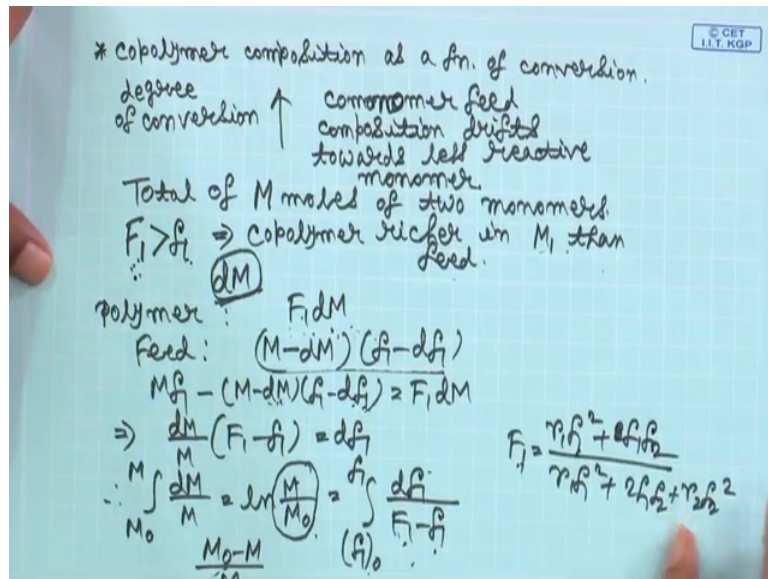 © CET
I.I.T. KGP
* Copolymer composition as a fn. of conversion.
degree of conversion ↑ comonomer feed
composition drifts
towards less reactive
monomer.
Total of M moles of two monomers.
F₁ > f₁ ⇒ copolymer richer in M₁ than
feed.
dM
polymer : F₁dM
Feed : (M-dM)(f₁-df₁)
Mf₁ - (M-dM)(f₁-df₁) = F₁dM
⇒ dM/M (F₁-f₁) = df₁
∴ ∫_{M₀}^{M} dM/M = ln(M/M₀) = ∫_{(f₁)₀}^{f₁} df₁/(F₁-f₁)
F₁ = (r₁f₁² + f₁f₂)/(r₁f₁² + 2f₁f₂ + r₂f₂²)
M₀-M